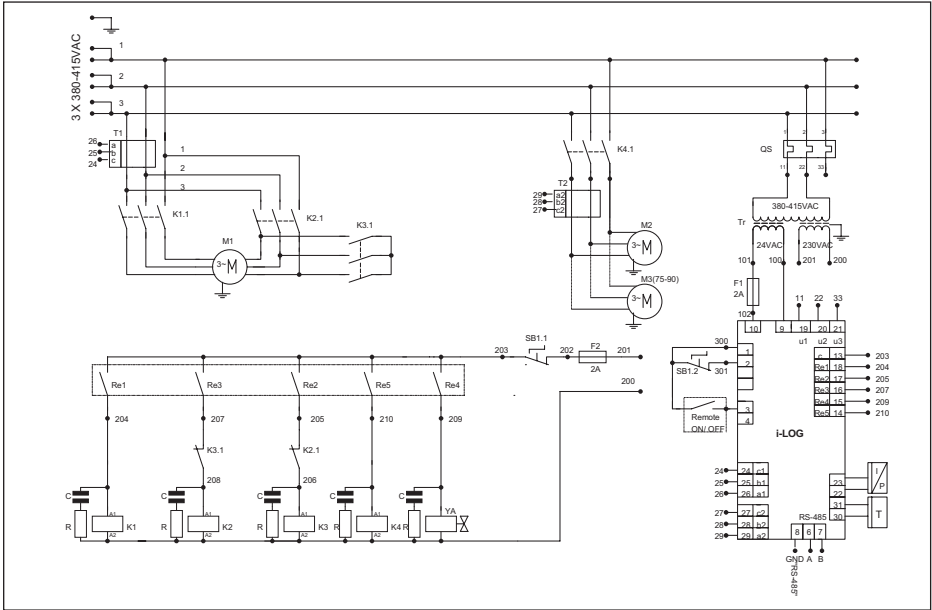 3 X 380-415VAC
1
2
3
T1
26 a
25 b
24 c
1
2
3
K1.1
K2.1
K3.1
M1
3~M
K4.1
T2
29 a2
28 b2
27 c2
M2
3~M
M3(75-90)
3~M
1 2 3
QS
11 22 33
380-415VAC
Tr
24VAC 230VAC
101 100 201 200
F1
2A
102
11 22 33
10 9 19 20 21
u1 u2 u3
300
1
SB1.2 301 2
Remote
ON/ OFF
3
4
i-LOG
c 13 203
Re1 18 204
Re2 17 205
Re3 16 207
Re4 15 209
Re5 14 210
24 24 c1
25 25 b1
26 26 a1
27 27 c2
28 28 b2
29 29 a2
23
22
31
30
I
P
T
RS-485
8 6 7
GND A B
RS-485
203 SB1.1 202 F2 201
2A
200
Re1 Re3 Re2 Re5 Re4
204 207 205 210 209
K3.1 K2.1
208 206
C C C C C
R R R R R
A1 A1 A1 A1 YA
K1 K2 K3 K4
A2 A2 A2 A2